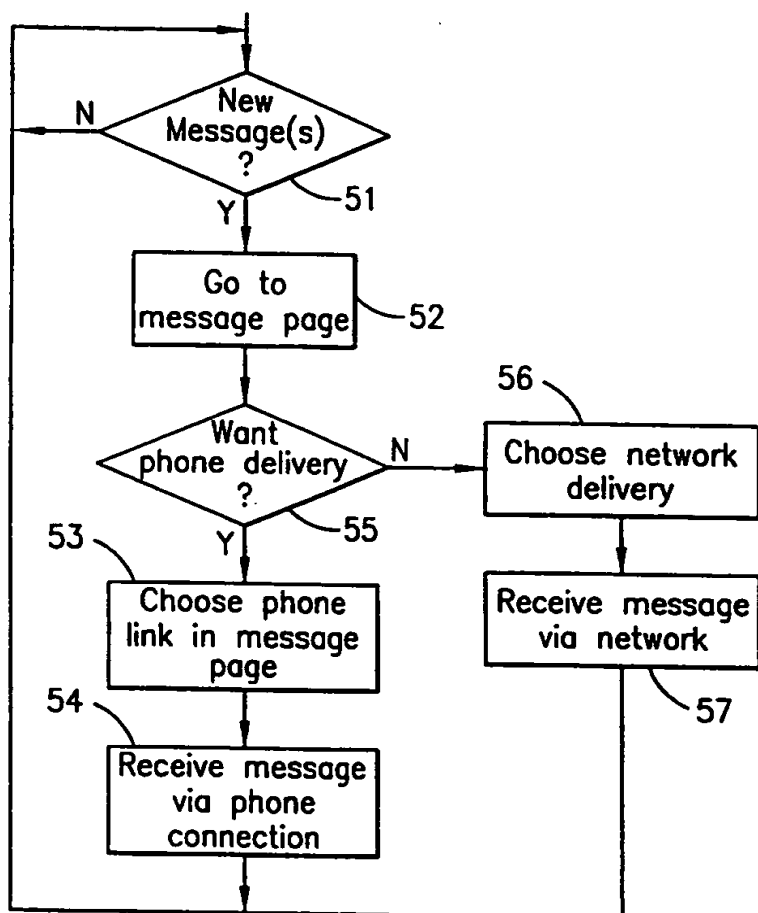 New
Message(s)
?
N
51
Y
Go to
message page
52
Want
phone delivery
?
N
55
Y
56
Choose network
delivery
53
Choose phone
link in message
page
Receive message
via network
57
54
Receive message
via phone
connection